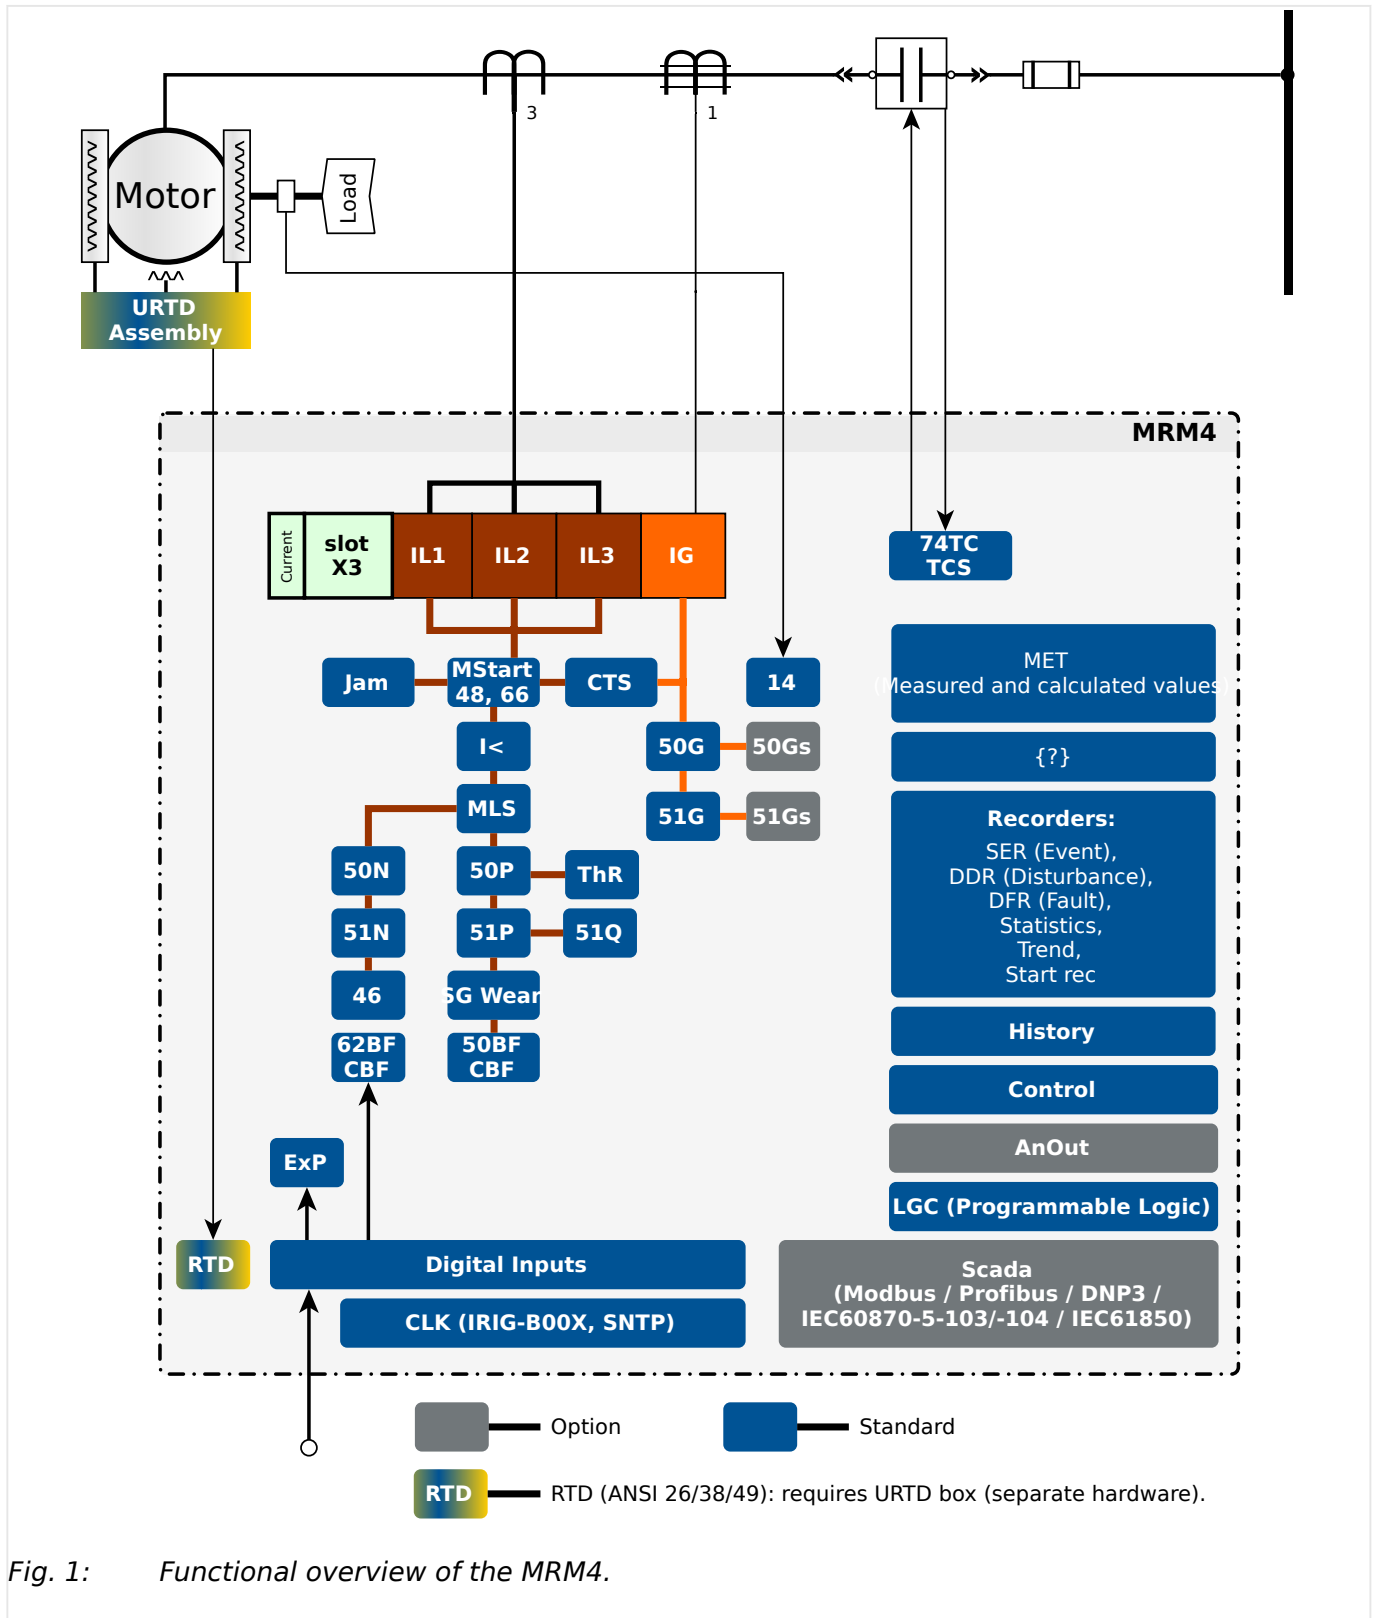 3
1
Motor
Load
URTD
Assembly
MRM4
Current
slot
X3
IL1
IL2
IL3
IG
74TC
TCS
Jam
MStart
48, 66
CTS
14
MET
(Measured and calculated values)
I<
50G
50Gs
{?}
MLS
51G
51Gs
Recorders:
SER (Event),
DDR (Disturbance),
DFR (Fault),
Statistics,
Trend,
Start rec
50N
50P
ThR
51N
51P
51Q
46
SG Wear
History
62BF
CBF
50BF
CBF
Control
AnOut
ExP
LGC (Programmable Logic)
RTD
Digital Inputs
Scada
(Modbus / Profibus / DNP3 /
IEC60870-5-103/-104 / IEC61850)
CLK (IRIG-B00X, SNTP)
Option
Standard
RTD
RTD (ANSI 26/38/49): requires URTD box (separate hardware).
Fig. 1: Functional overview of the MRM4.